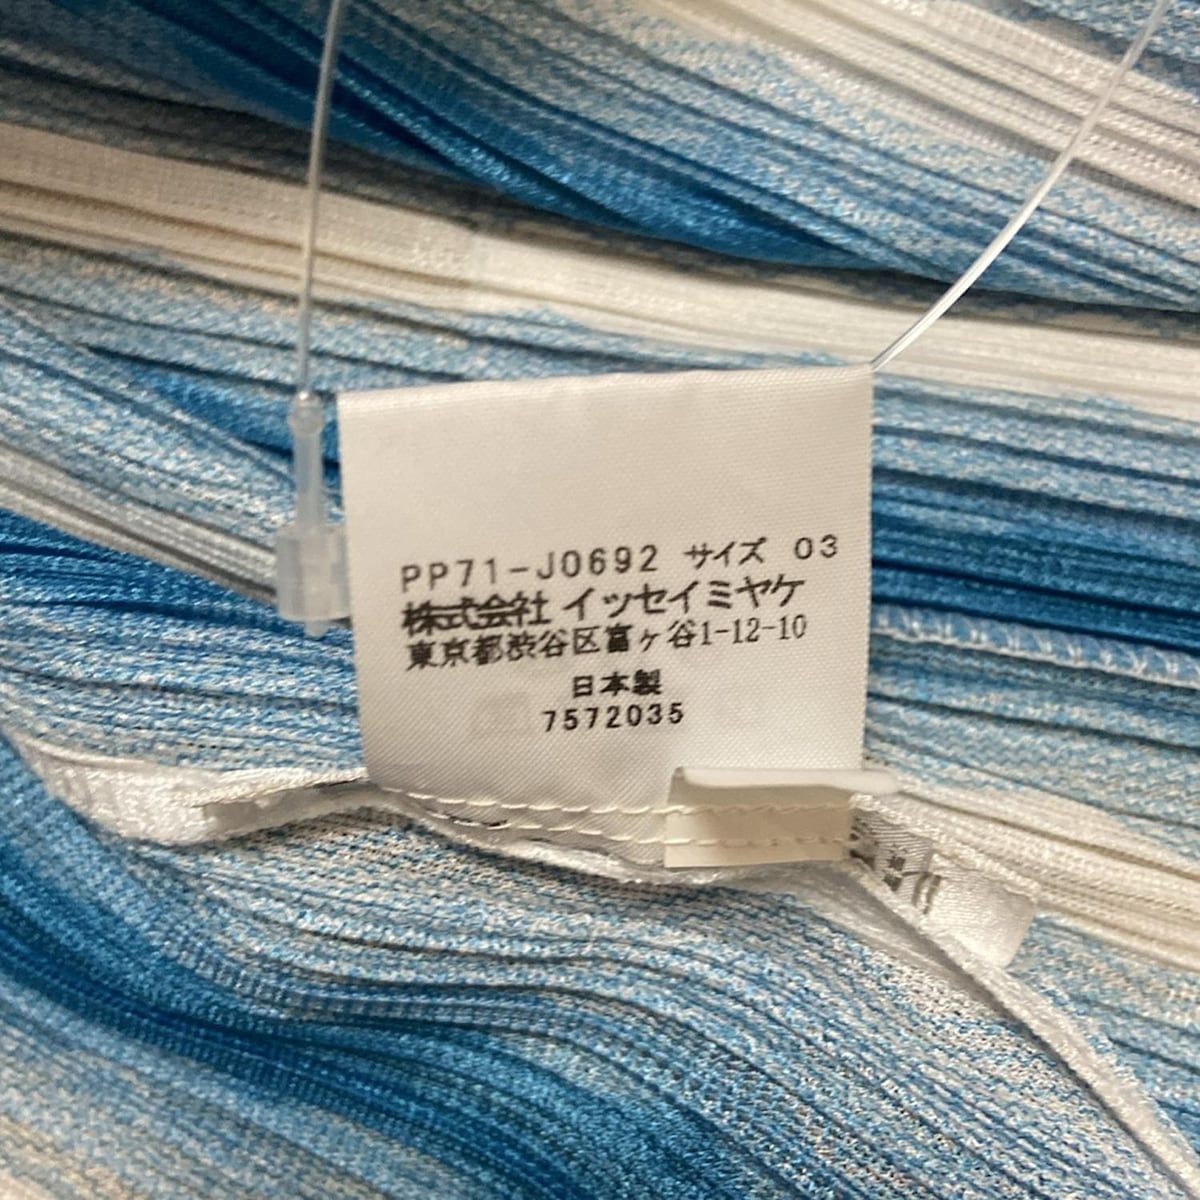 PP71-J0692 サイズ 03
株式会社 イッセイミヤケ
東京都渋谷区富ヶ谷1-12-10
日本製
7572035